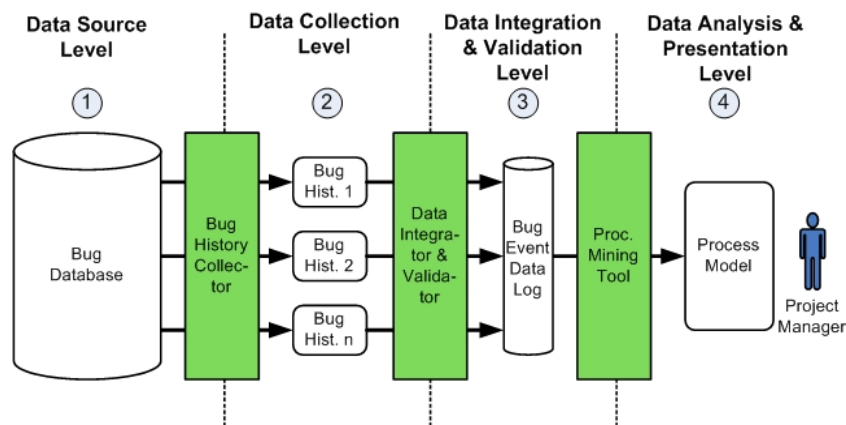 Data Source
Level
Data Collection
Level
Data Integration
& Validation
Level
Data Analysis &
Presentation
Level
1
2
3
4
Bug
Database
Bug
History
Collec-
tor
Bug
Hist. 1
Bug
Hist. 2
Bug
Hist. n
Data
Integra-
tor &
Valida-
tor
Bug
Event
Data
Log
Proc.
Mining
Tool
Process
Model
Project
Manager